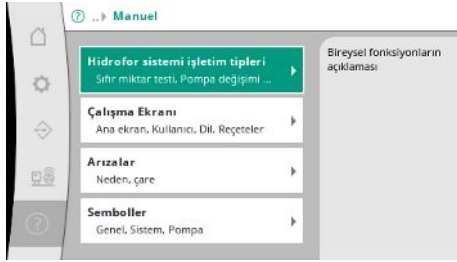 ..▸ Manuel
Hidrofor sistemi işletim tipleri
Sıfır miktar testi, Pompa değişimi ...
Çalışma Ekranı
Ana ekran, Kullanıcı, Dil, Reçeteler
Arızalar
Neden, çare
Semboller
Genel, Sistem, Pompa
Bireysel fonksiyonların
açıklaması